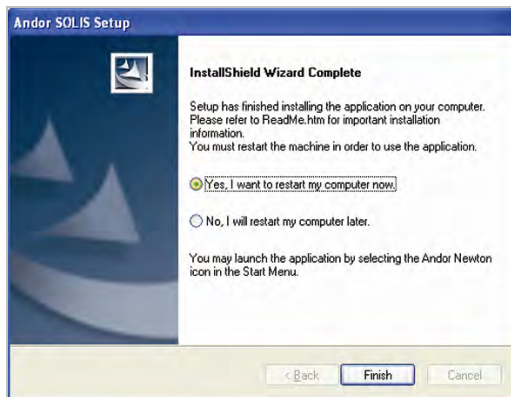 Andor SOLIS Setup
InstallShield Wizard Complete
Setup has finished installing the application on your computer.
Please refer to ReadMe.htm for important installation
information.
You must restart the machine in order to use the application.
Yes, I want to restart my computer now.
No, I will restart my computer later.
You may launch the application by selecting the Andor Newton
icon in the Start Menu.
< Back
Finish
Cancel